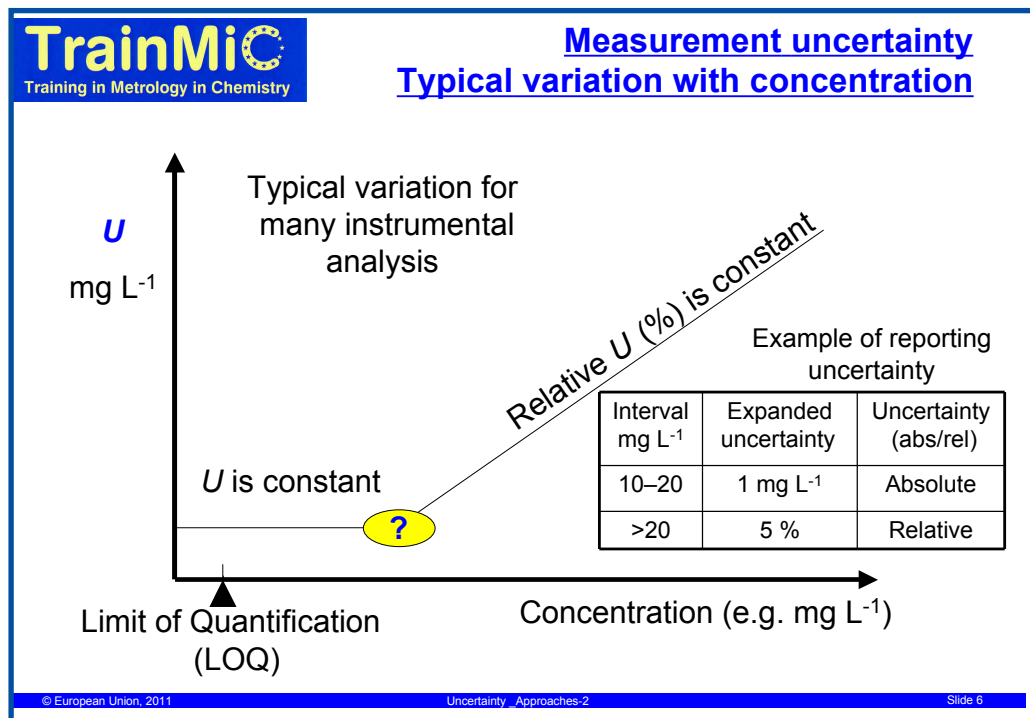 TrainMiC
Training in Metrology in Chemistry
Measurement uncertainty
Typical variation with concentration
Typical variation for
many instrumental
analysis
U
mg L⁻¹
Relative U (%) is constant
Example of reporting
uncertainty
Interval mg L⁻¹ Expanded uncertainty Uncertainty (abs/rel)
10–20 1 mg L⁻¹ Absolute
>20 5 % Relative
U is constant
?
Limit of Quantification
(LOQ)
Concentration (e.g. mg L⁻¹)
© European Union, 2011 Uncertainty _Approaches-2 Slide 6